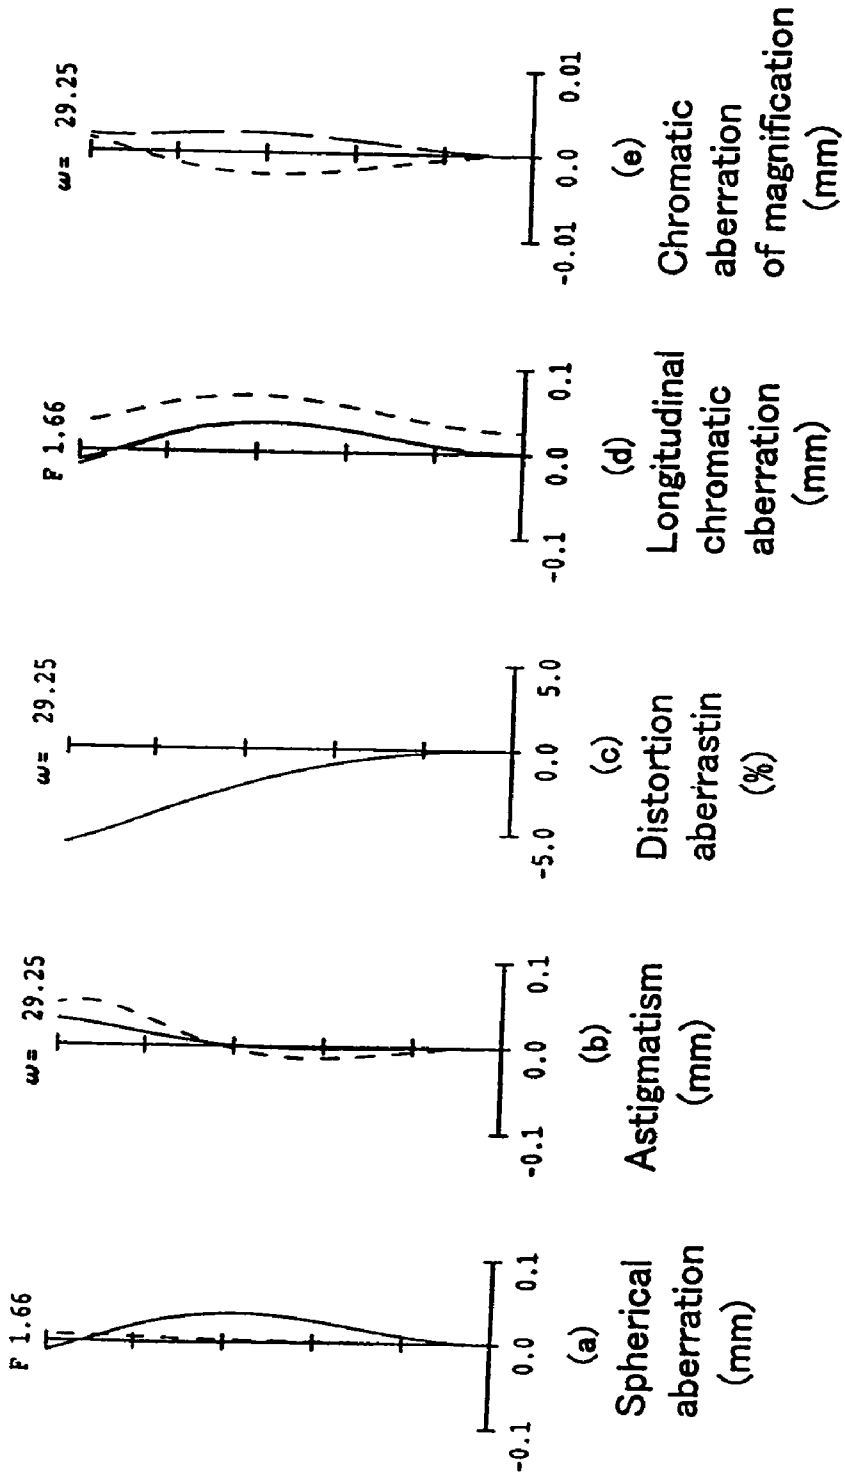 F 1.66
-0.1
0.0
0.1
(a)
Spherical
aberration
(mm)
ω= 29.25
-0.1
0.0
0.1
(b)
Astigmatism
(mm)
ω= 29.25
-5.0
0.0
5.0
(c)
Distortion
aberrastin
(%)
F 1.66
-0.1
0.0
0.1
(d)
Longitudinal
chromatic
aberration
(mm)
ω= 29.25
-0.01
0.0
0.01
(e)
Chromatic
aberration
of magnification
(mm)